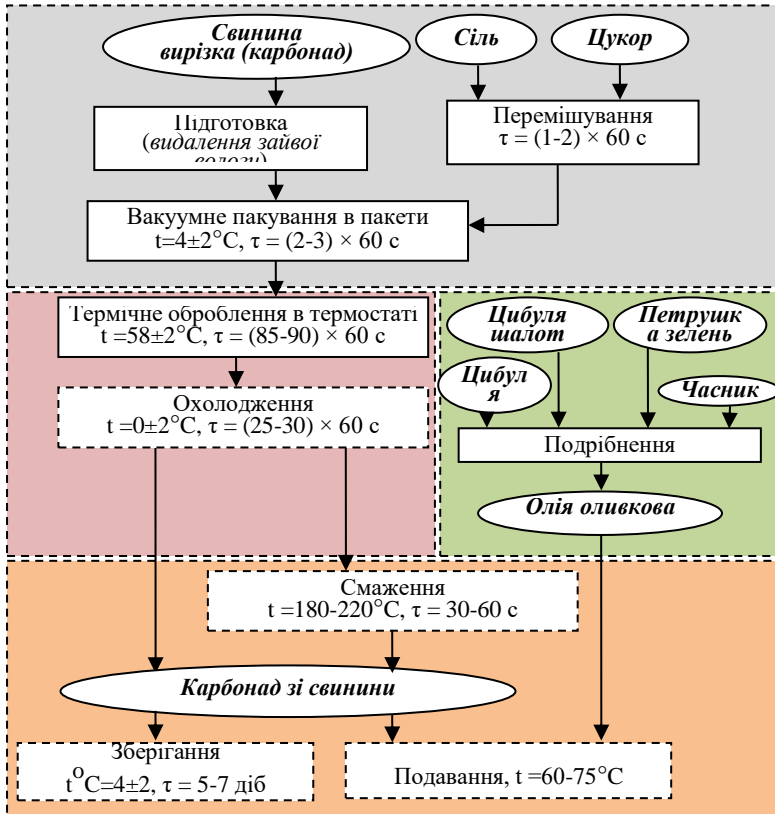 Свинина
вирізка (карбонад)
Сіль
Цукор
Підготовка
(видалення зайвої
вологи)
Перемішування
τ = (1-2) × 60 с
Вакуумне пакування в пакети
t=4±2°C, τ = (2-3) × 60 с
Термічне оброблення в термостаті
t =58±2°C, τ = (85-90) × 60 с
Охолодження
t =0±2°C, τ = (25-30) × 60 с
Цибуля
шалот
Петрушк
а зелень
Цибул
я
Часник
Подрібнення
Олія оливкова
Смаження
t =180-220°C, τ = 30-60 с
Карбонад зі свинини
Зберігання
t°C=4±2, τ = 5-7 діб
Подавання, t =60-75°C